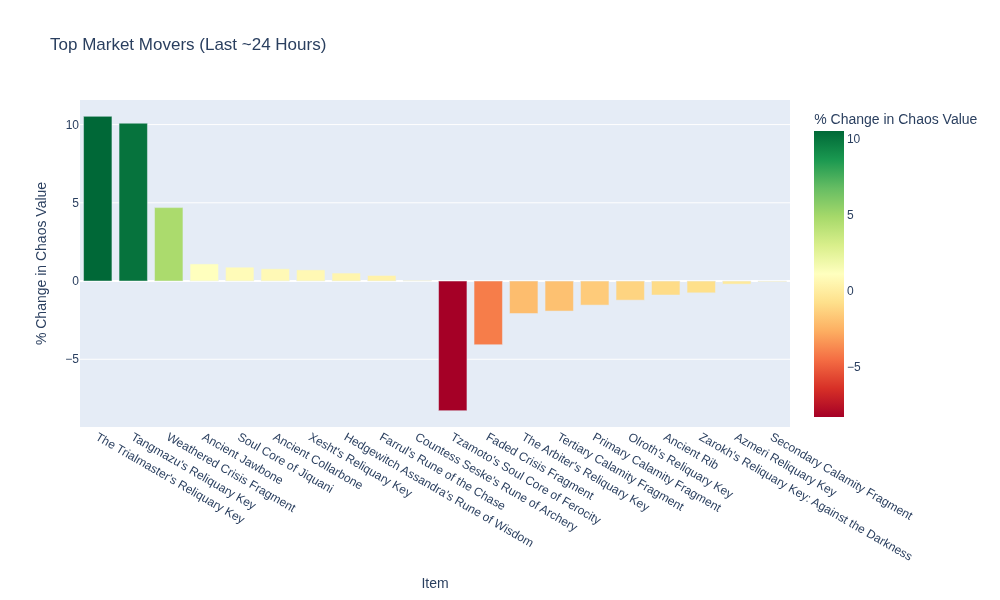 Top Market Movers (Last ~24 Hours)
% Change in Chaos Value
10
5
0
−5
The Trialmaster's Reliquary Key
Tangmazu's Reliquary Key
Weathered Crisis Fragment
Ancient Jawbone
Soul Core of Jiquani
Ancient Collarbone
Xesht's Reliquary Key
Hedgewitch Assandra's Rune of Wisdom
Farrul's Rune of the Chase
Countess Seske's Rune of Archery
Tzamoto's Soul Core of Ferocity
Faded Crisis Fragment
The Arbiter's Reliquary Key
Tertiary Calamity Fragment
Primary Calamity Fragment
Olroth's Reliquary Key
Ancient Rib
Zarokh's Reliquary Key: Against the Darkness
Azmeri Reliquary Key
Secondary Calamity Fragment
Item
% Change in Chaos Value
10
5
0
−5